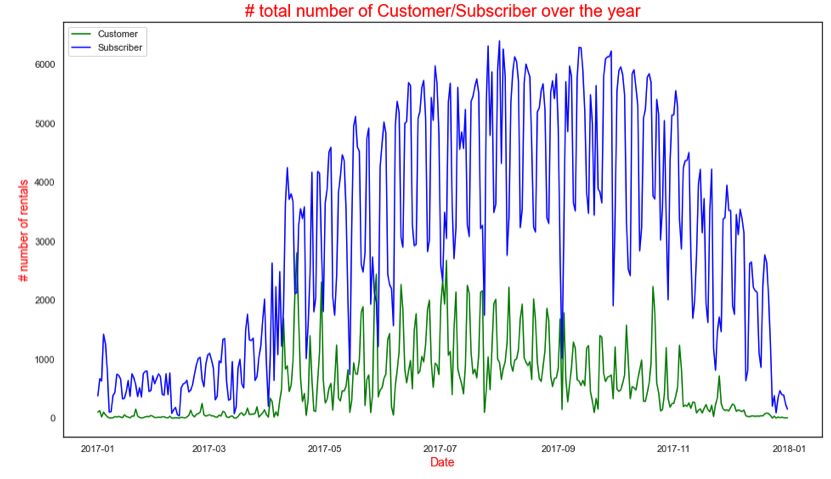 # total number of Customer/Subscriber over the year
Customer
Subscriber
# number of rentals
6000
5000
4000
3000
2000
1000
0
2017-01
2017-03
2017-05
2017-07
2017-09
2017-11
2018-01
Date